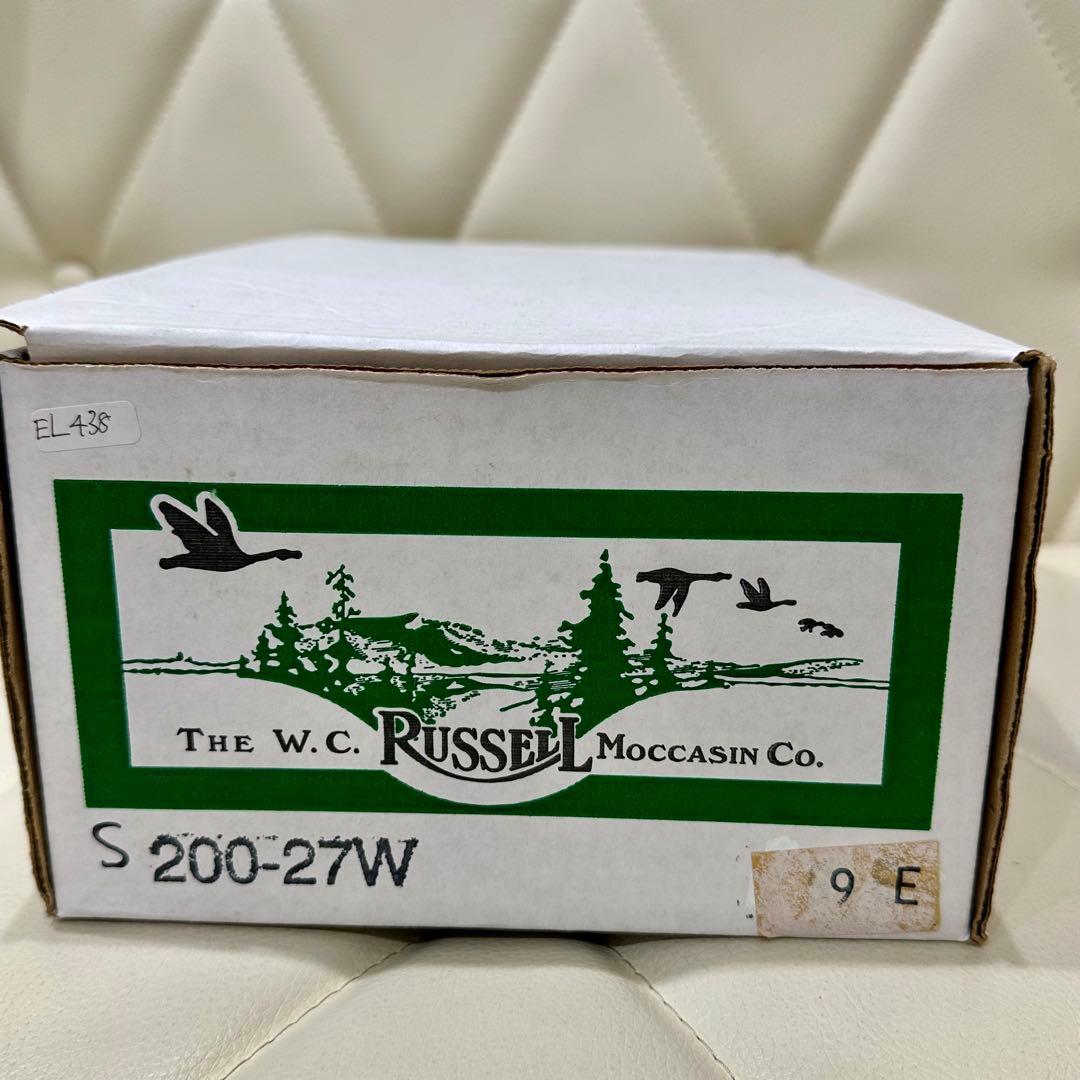 EL438
THE W.C. RUSSELL MOCCASIN CO.
S 200-27W
9 E